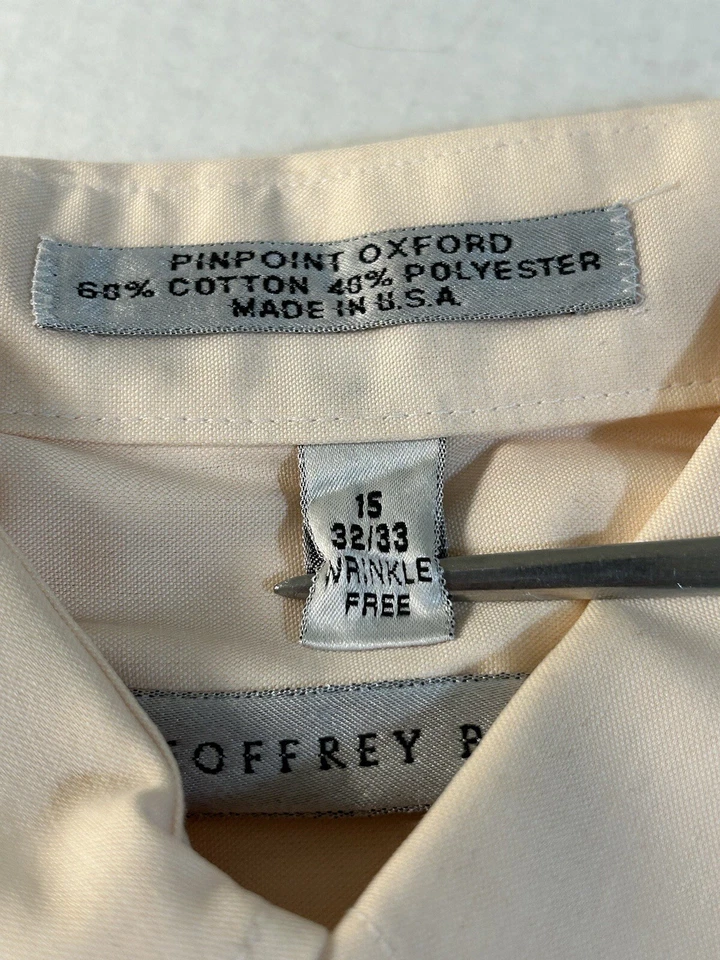 PINPOINT OXFORD
60% COTTON 40% POLYESTER
MADE IN U.S.A.
15
32/33
WRINKLE
FREE
OFFREY